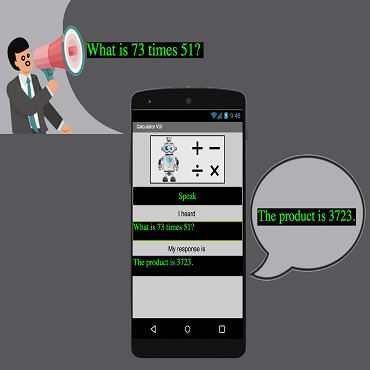 What is 73 times 51?
9:48
Calculator VUI
+ −
÷ x
Speak
I heard
What is 73 times 51?
My response is
The product is 3723.
The product is 3723.